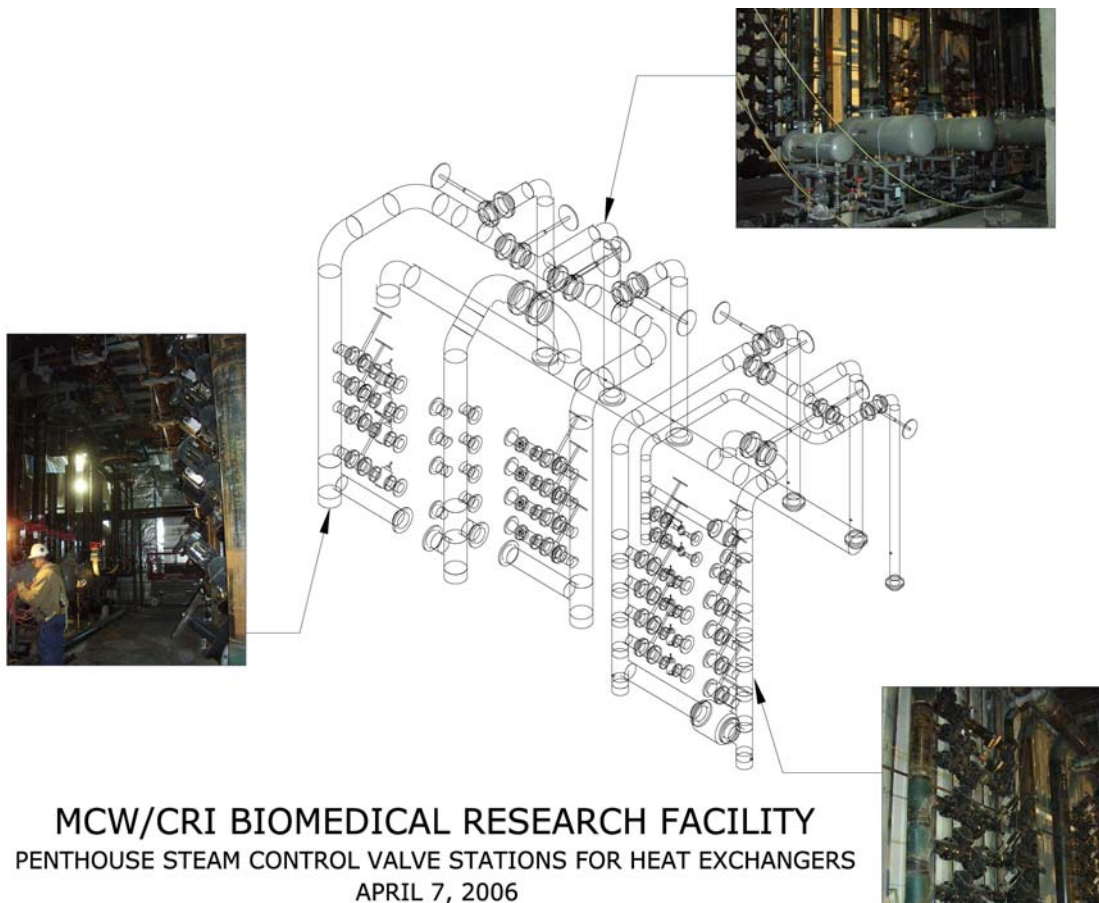 MCW/CRI BIOMEDICAL RESEARCH FACILITY
PENTHOUSE STEAM CONTROL VALVE STATIONS FOR HEAT EXCHANGERS
APRIL 7, 2006